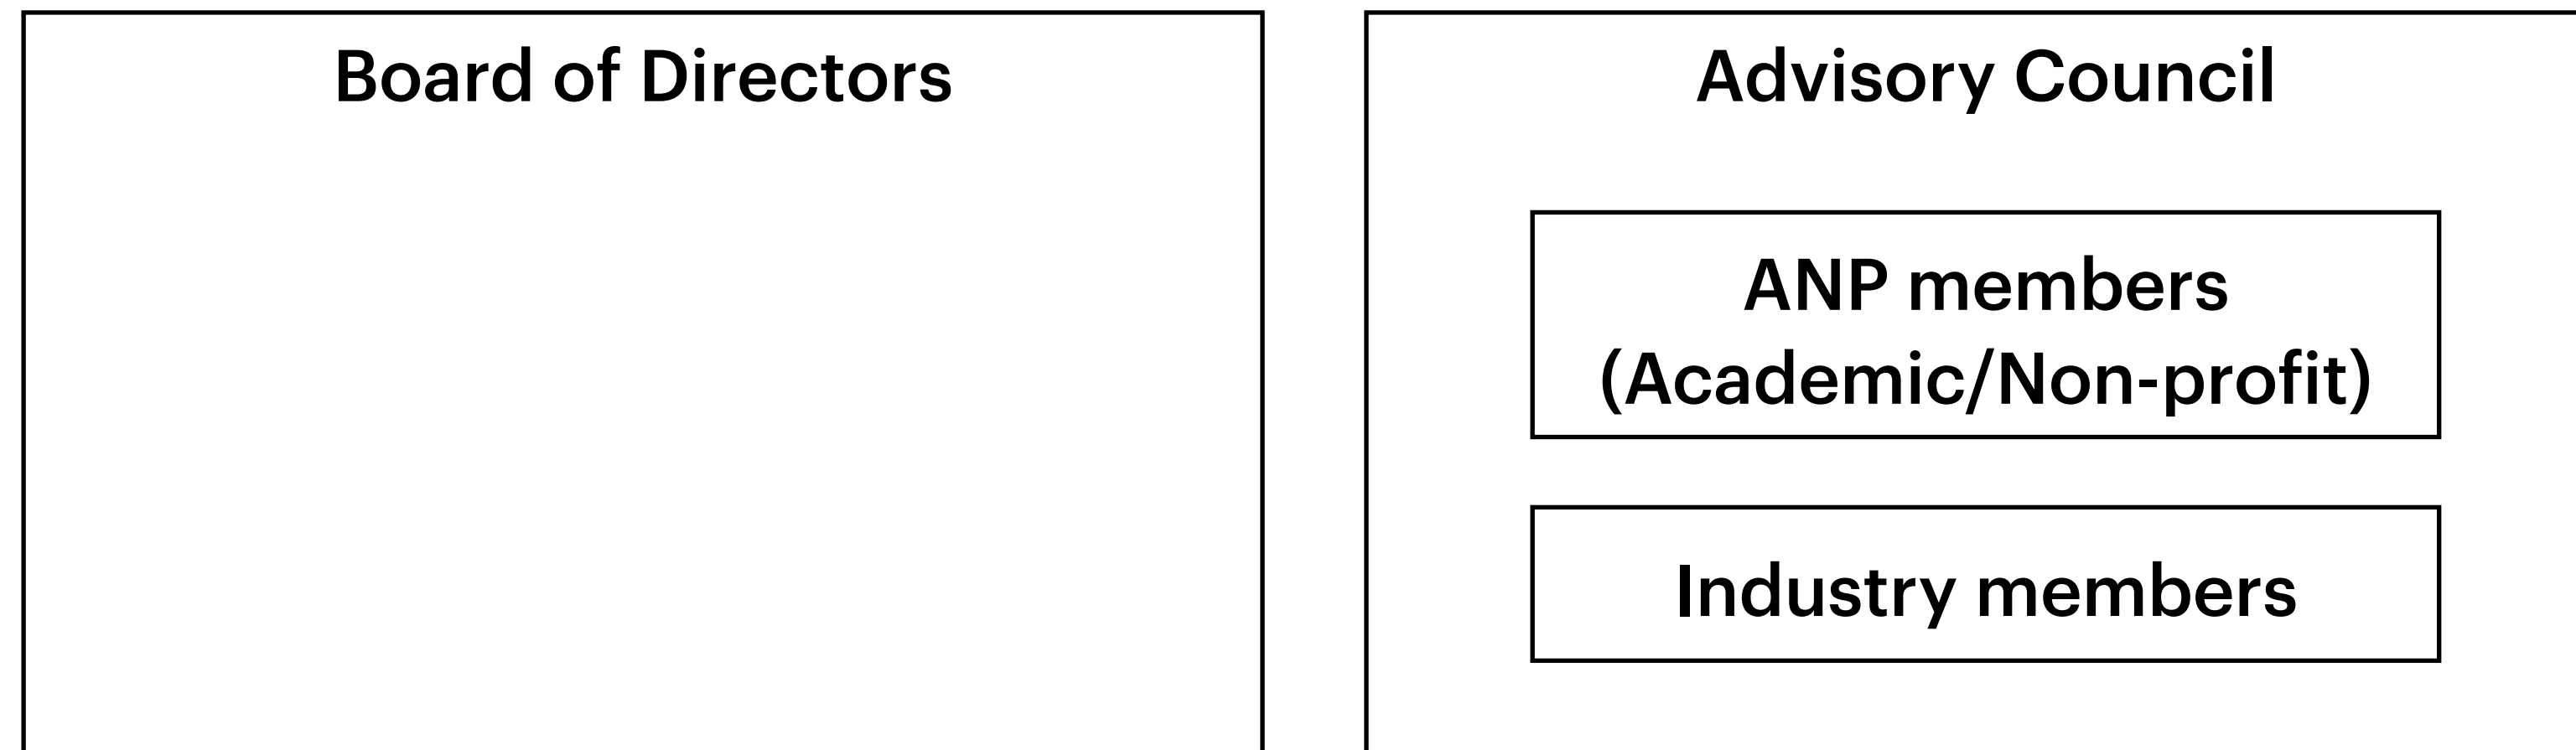 Board of Directors
Advisory Council
ANP members
(Academic/Non-profit)
Industry members